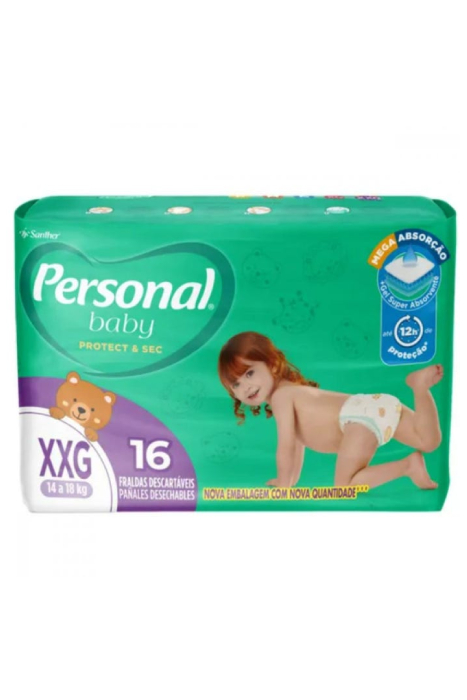 Santher
Personal
baby
PROTECT & SEC
MEGA ABSORÇÃO
+Gel Super Absorvente
até 12h de
proteção*
XXG
14 a 18 kg
16
FRALDAS DESCARTÁVEIS
PAÑALES DESECHABLES
NOVA EMBALAGEM COM NOVA QUANTIDADE***